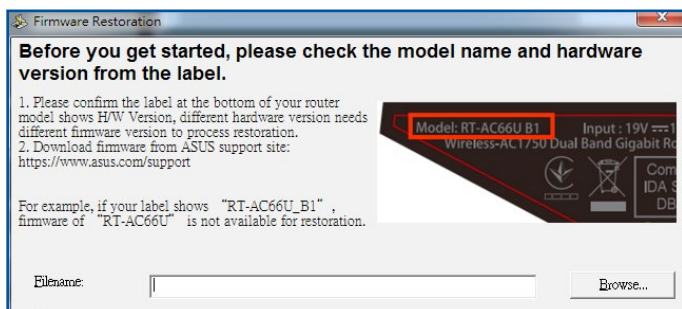 Firmware Restoration
Before you get started, please check the model name and hardware
version from the label.
1. Please confirm the label at the bottom of your router
model shows H/W Version, different hardware version needs
different firmware version to process restoration.
2. Download firmware from ASUS support site:
https://www.asus.com/support
For example, if your label shows “RT-AC66U_B1”,
firmware of “RT-AC66U” is not available for restoration.
Model: RT-AC66U B1 Input : 19V
Wireless-AC1750 Dual Band Gigabit
Com
IDA
DB
Filename:
Browse...